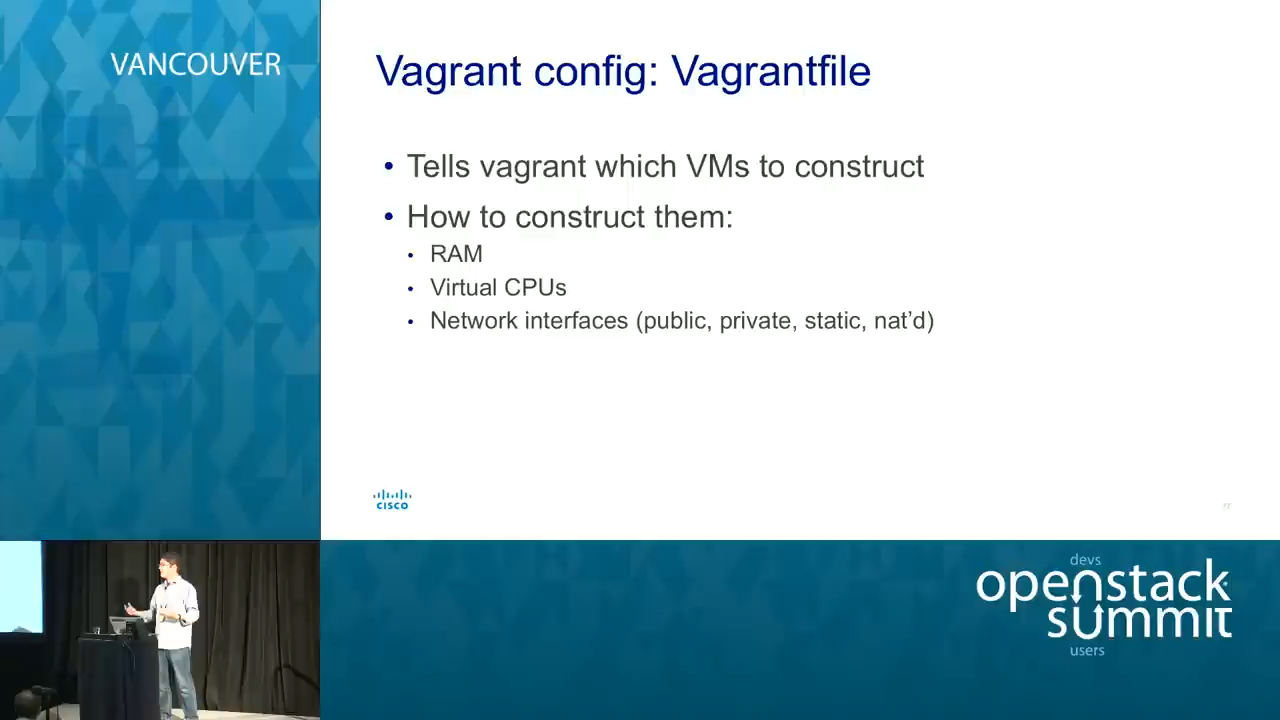 VANCOUVER
Vagrant config: Vagrantfile
• Tells vagrant which VMs to construct
• How to construct them:
• RAM
• Virtual CPUs
• Network interfaces (public, private, static, nat’d)
CISCO
devs
openstack
summit
users